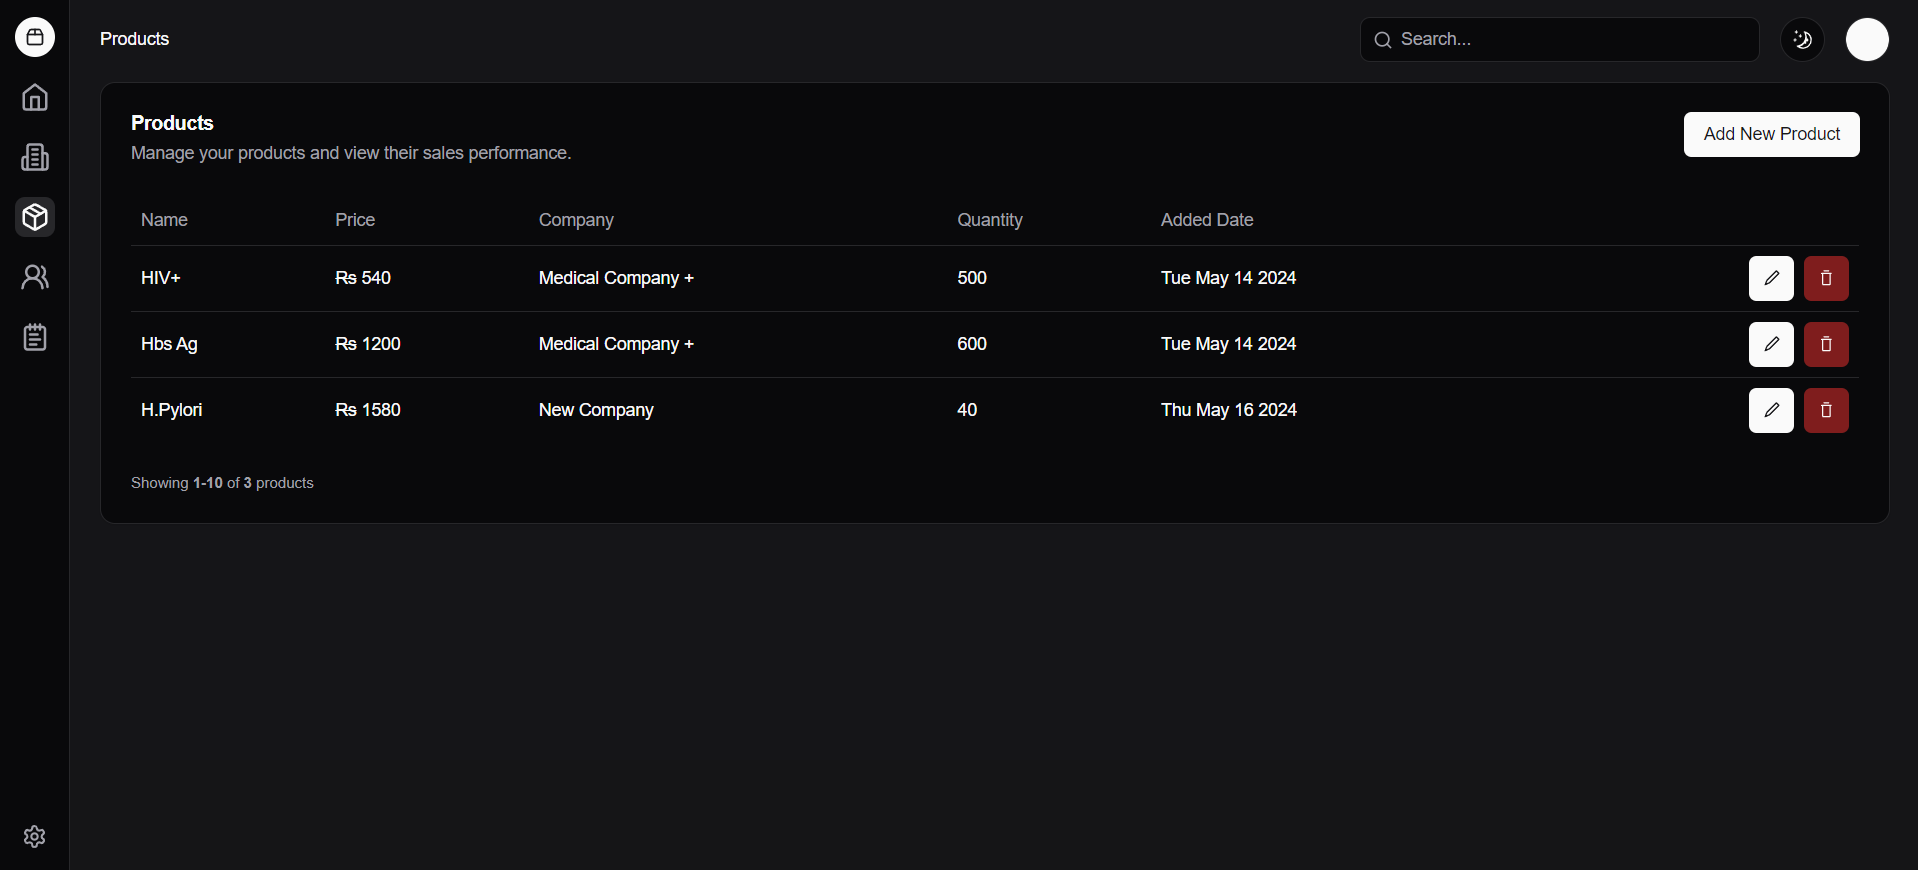 Products
Search...
Products
Manage your products and view their sales performance.
Add New Product
Name Price Company Quantity Added Date
HIV+ Rs 540 Medical Company + 500 Tue May 14 2024
Hbs Ag Rs 1200 Medical Company + 600 Tue May 14 2024
H.Pylori Rs 1580 New Company 40 Thu May 16 2024
Showing 1-10 of 3 products